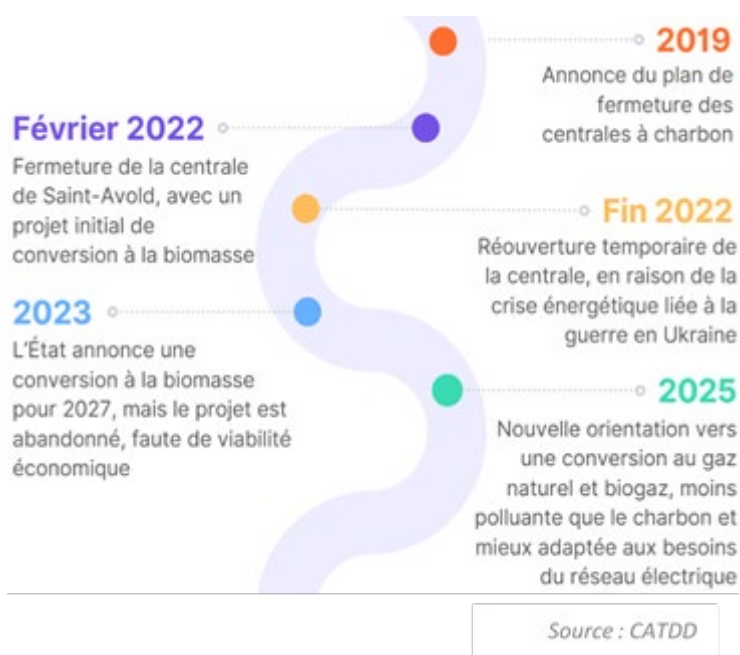 2019
Annonce du plan de
fermeture des
centrales à charbon
Février 2022
Fermeture de la centrale
de Saint-Avold, avec un
projet initial de
conversion à la biomasse
Fin 2022
Réouverture temporaire de
la centrale, en raison de la
crise énergétique liée à la
guerre en Ukraine
2023
L'État annonce une
conversion à la biomasse
pour 2027, mais le projet est
abandonné, faute de viabilité
économique
2025
Nouvelle orientation vers
une conversion au gaz
naturel et biogaz, moins
polluante que le charbon et
mieux adaptée aux besoins
du réseau électrique
Source : CATDD